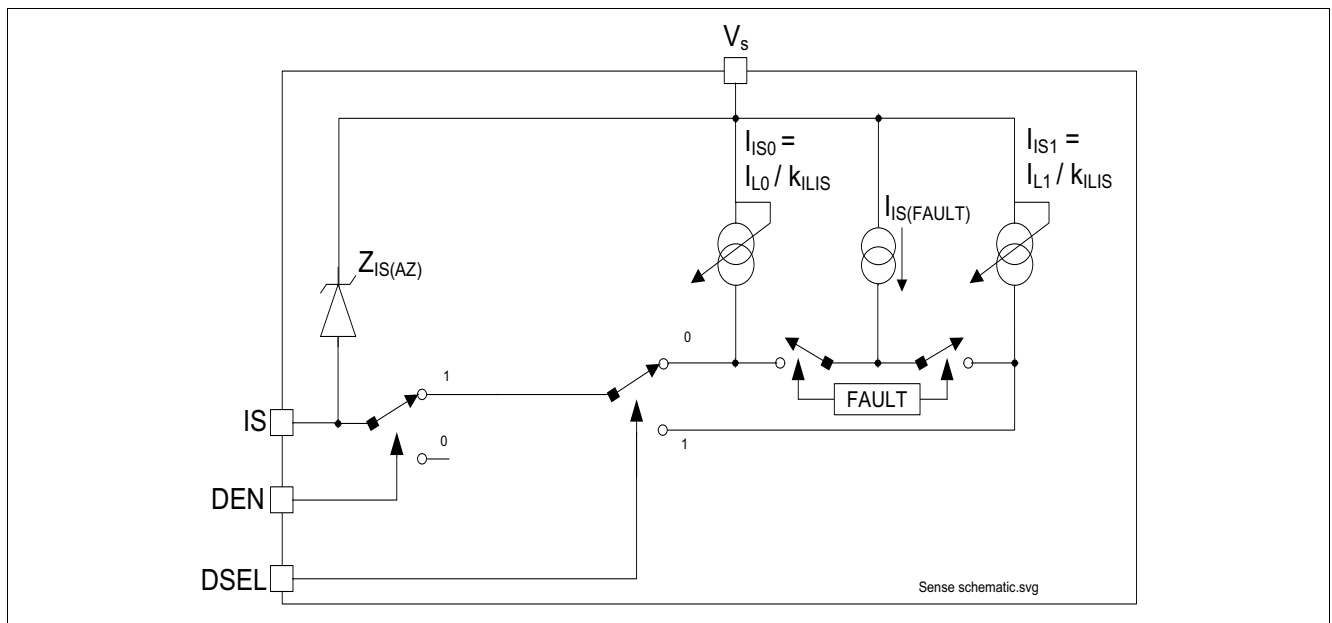 Vs
IIS0 =
IL0 / kILIS
IIS1 =
IL1 / kILIS
IIS(FAULT)
ZIS(AZ)
0
1
FAULT
IS
0
1
DEN
DSEL
Sense schematic.svg